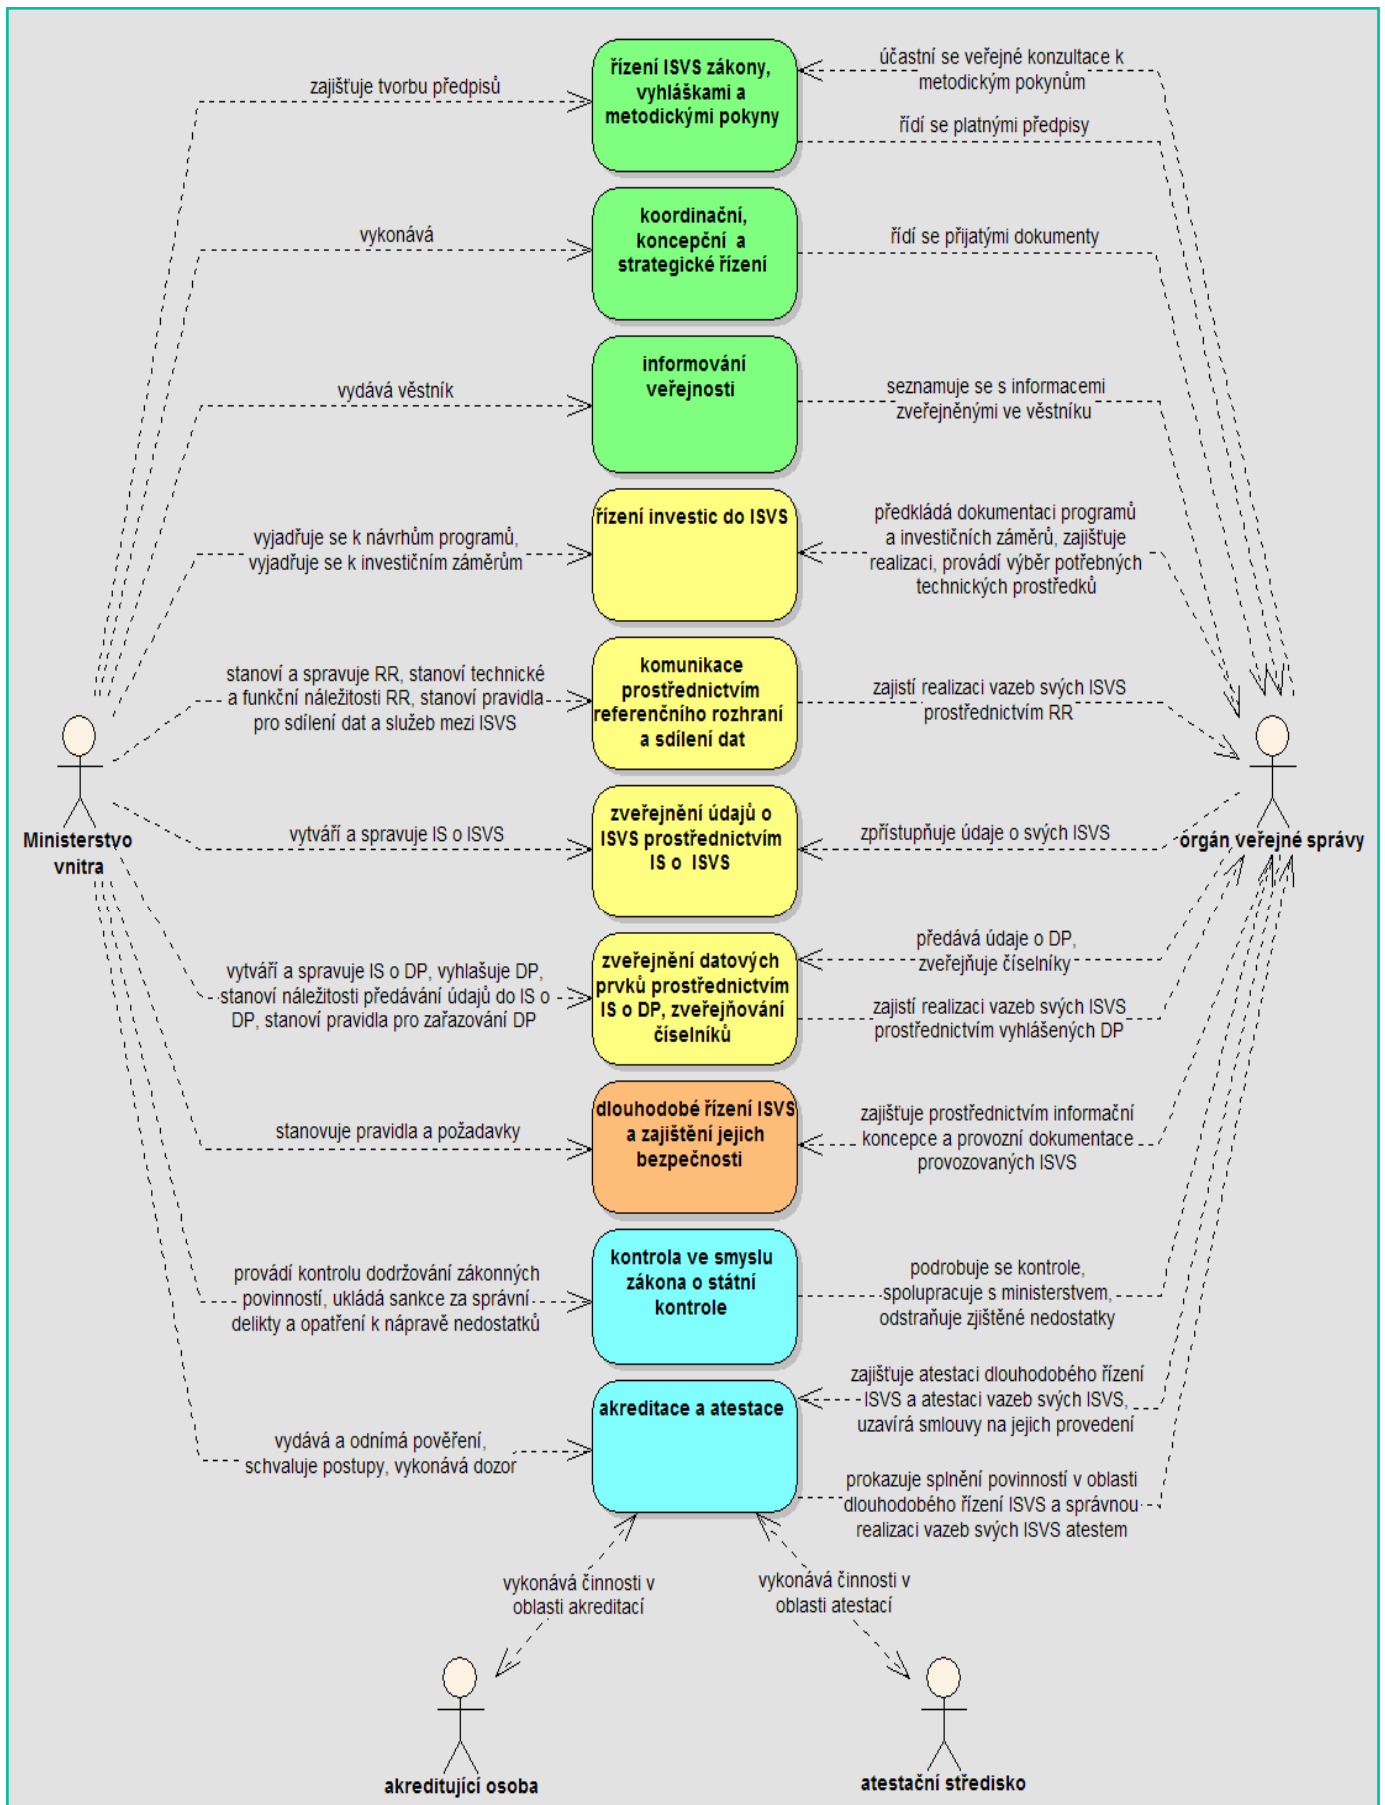 zajišťuje tvorbu předpisů
řízení ISVS zákony,
vyhláškami a
metodickými pokyny
účastní se veřejné konzultace k
metodickým pokynům
řídí se platnými předpisy
vykonává
koordinační,
koncepční a
strategické řízení
řídí se přijatými dokumenty
vydává věstník
informování
veřejnosti
seznamuje se s informacemi
zveřejněnými ve věstníku
vyjadřuje se k návrhům programů,
vyjadřuje se k investičním záměrům
řízení investic do ISVS
předkládá dokumentaci programů
a investičních záměrů, zajišťuje
realizaci, provádí výběr potřebných
technických prostředků
stanoví a spravuje RR, stanoví technické
a funkční náležitosti RR, stanoví pravidla
pro sdílení dat a služeb mezi ISVS
komunikace
prostřednictvím
referenčního rozhraní
a sdílení dat
zajistí realizaci vazeb svých ISVS
prostřednictvím RR
Ministerstvo
vnitra
vytváří a spravuje IS o ISVS
zveřejnění údajů o
ISVS prostřednictvím
IS o ISVS
zpřístupňuje údaje o svých ISVS
orgán veřejné správy
vytváří a spravuje IS o DP, vyhlašuje DP,
stanoví náležitosti předávání údajů do IS o
DP, stanoví pravidla pro zařazování DP
zveřejnění datových
prvků prostřednictvím
IS o DP, zveřejňování
číselníků
předává údaje o DP,
zveřejňuje číselníky
zajistí realizaci vazeb svých ISVS
prostřednictvím vyhlášených DP
stanovuje pravidla a požadavky
dlouhodobé řízení ISVS
a zajištění jejich
bezpečnosti
zajišťuje prostřednictvím informační
koncepce a provozní dokumentace
provozovaných ISVS
provádí kontrolu dodržování zákonných
povinností, ukládá sankce za správní
delikty a opatření k nápravě nedostatků
kontrola ve smyslu
zákona o státní
kontrole
podrobuje se kontrole,
spolupracuje s ministerstvem,
odstraňuje zjištěné nedostatky
vydává a odnímá pověření,
schvaluje postupy, vykonává dozor
akreditace a atestace
zajišťuje atestaci dlouhodobého řízení
ISVS a atestaci vazeb svých ISVS,
uzavírá smlouvy na jejich provedení
prokazuje splnění povinností v oblasti
dlouhodobého řízení ISVS a správnou
realizaci vazeb svých ISVS atestem
vykonává činnosti v
oblasti akreditací
vykonává činnosti v
oblasti atestací
akreditující osoba
atestační středisko